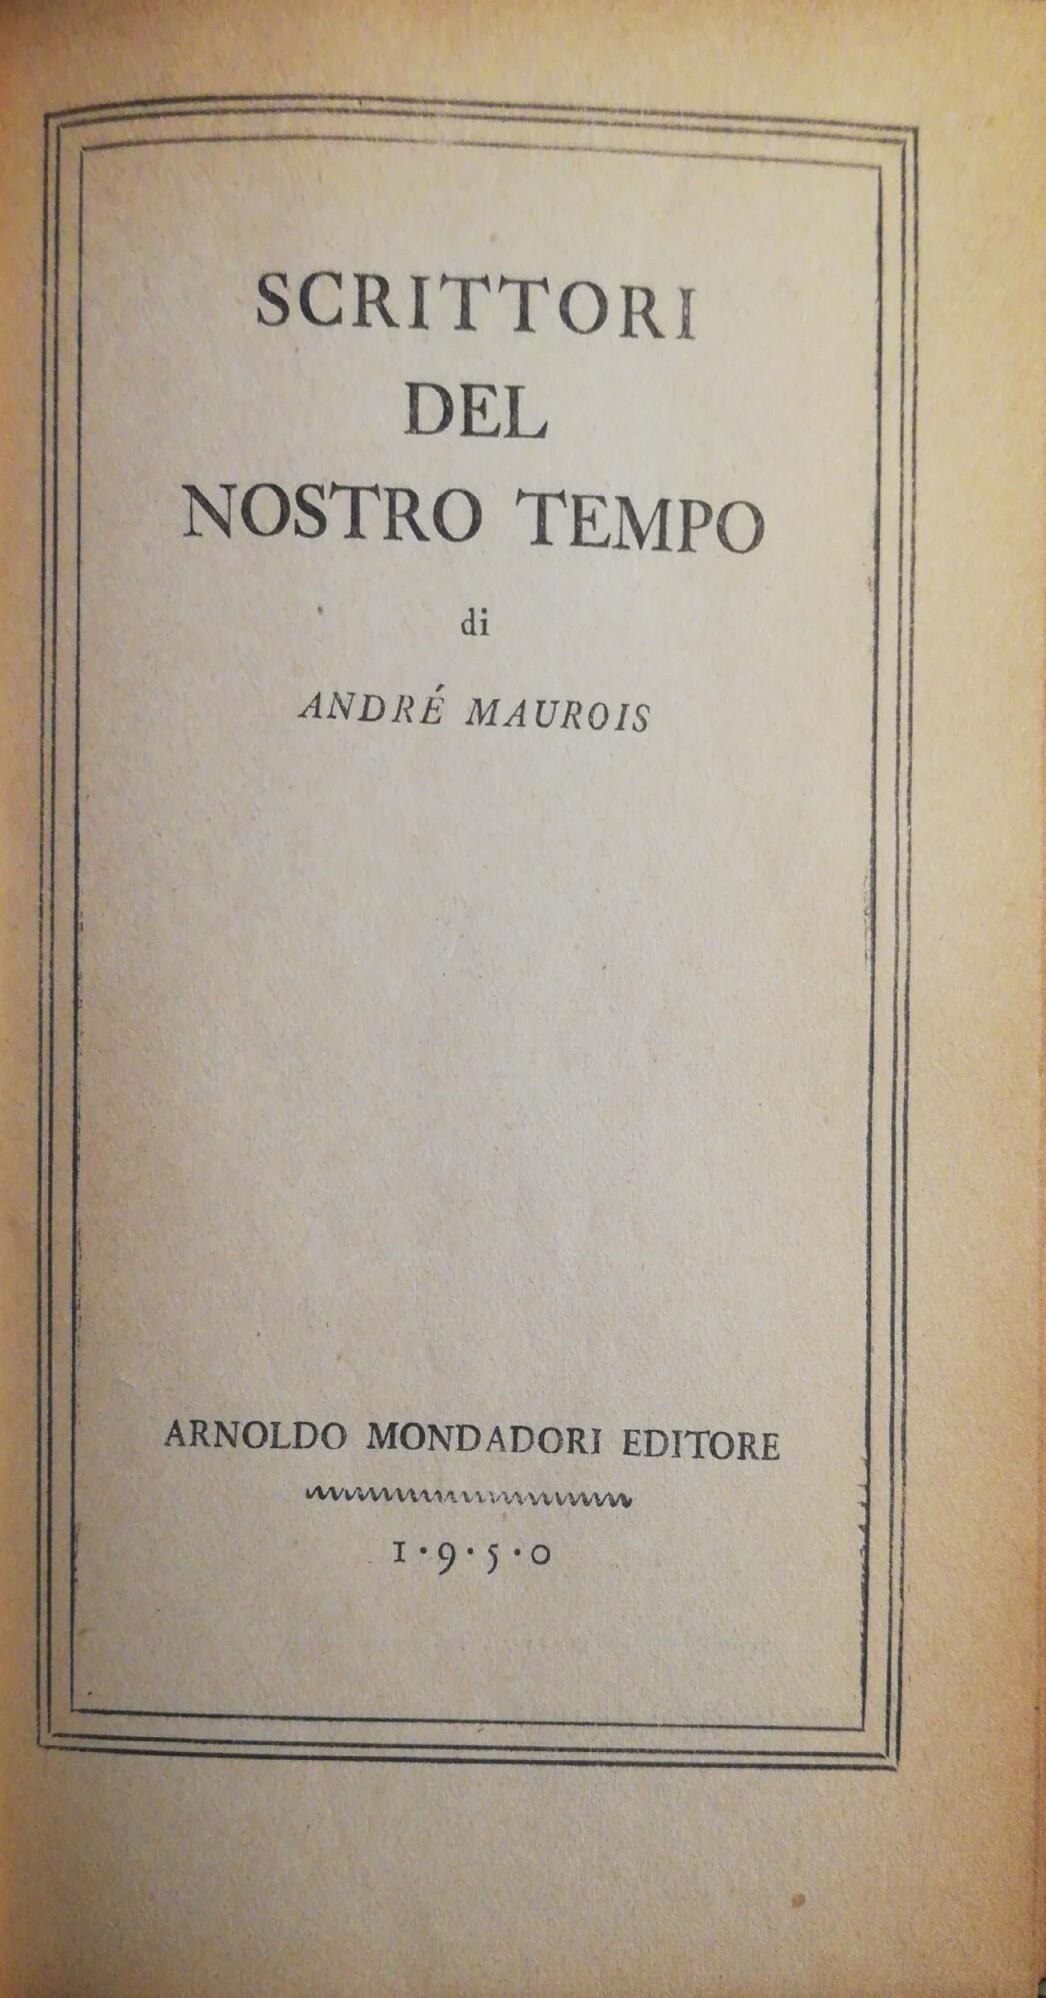 SCRITTORI
DEL
NOSTRO TEMPO
di
ANDRÉ MAUROIS
ARNOLDO MONDADORI EDITORE
1·9·5·0